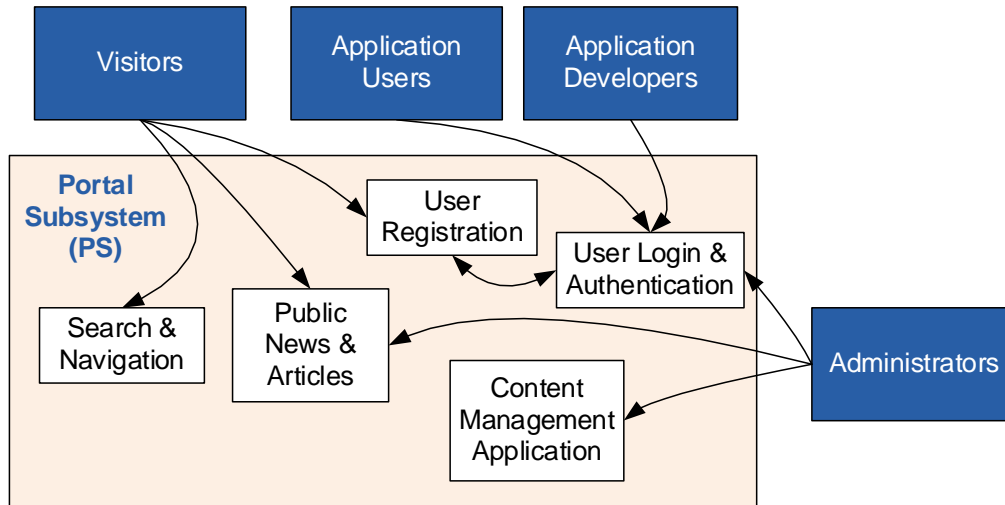 Visitors
Application
Users
Application
Developers
Portal
Subsystem
(PS)
User
Registration
User Login &
Authentication
Search &
Navigation
Public
News &
Articles
Content
Management
Application
Administrators